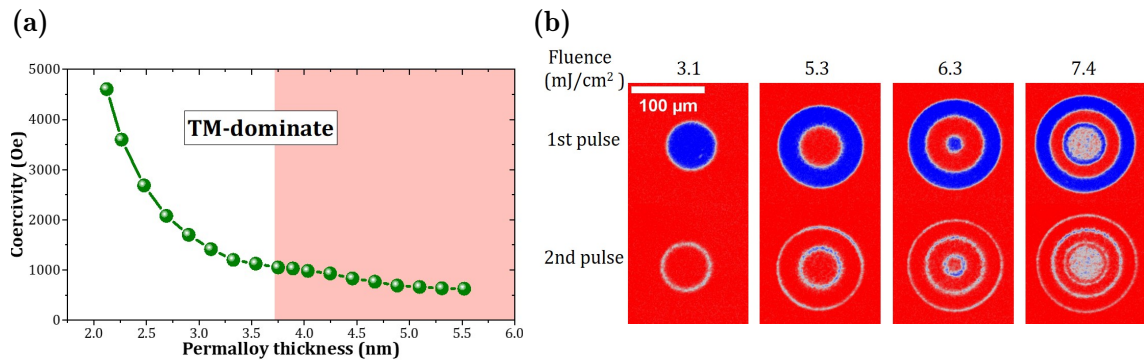 (a)
5000
4000
3000
2000
1000
0
Coercivity (Oe)
TM-dominate
2.0 2.5 3.0 3.5 4.0 4.5 5.0 5.5 6.0
Permalloy thickness (nm)
(b)
Fluence
(mJ/cm²)
3.1 5.3 6.3 7.4
100 µm
1st pulse
2nd pulse